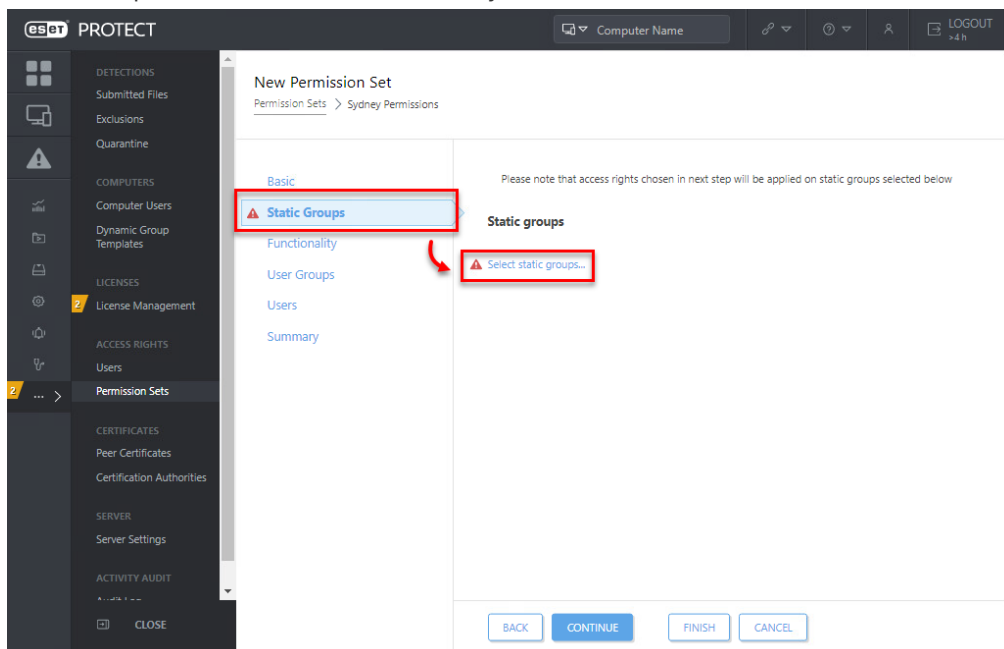 eset PROTECT
Computer Name
LOGOUT
>4 h
DETECTIONS
Submitted Files
Exclusions
Quarantine
COMPUTERS
Computer Users
Dynamic Group
Templates
LICENSES
2 License Management
ACCESS RIGHTS
Users
Permission Sets
2 ... >
CERTIFICATES
Peer Certificates
Certification Authorities
SERVER
Server Settings
ACTIVITY AUDIT
CLOSE
New Permission Set
Permission Sets > Sydney Permissions
Basic
Static Groups
Functionality
User Groups
Users
Summary
Please note that access rights chosen in next step will be applied on static groups selected below
Static groups
Select static groups...
BACK CONTINUE FINISH CANCEL